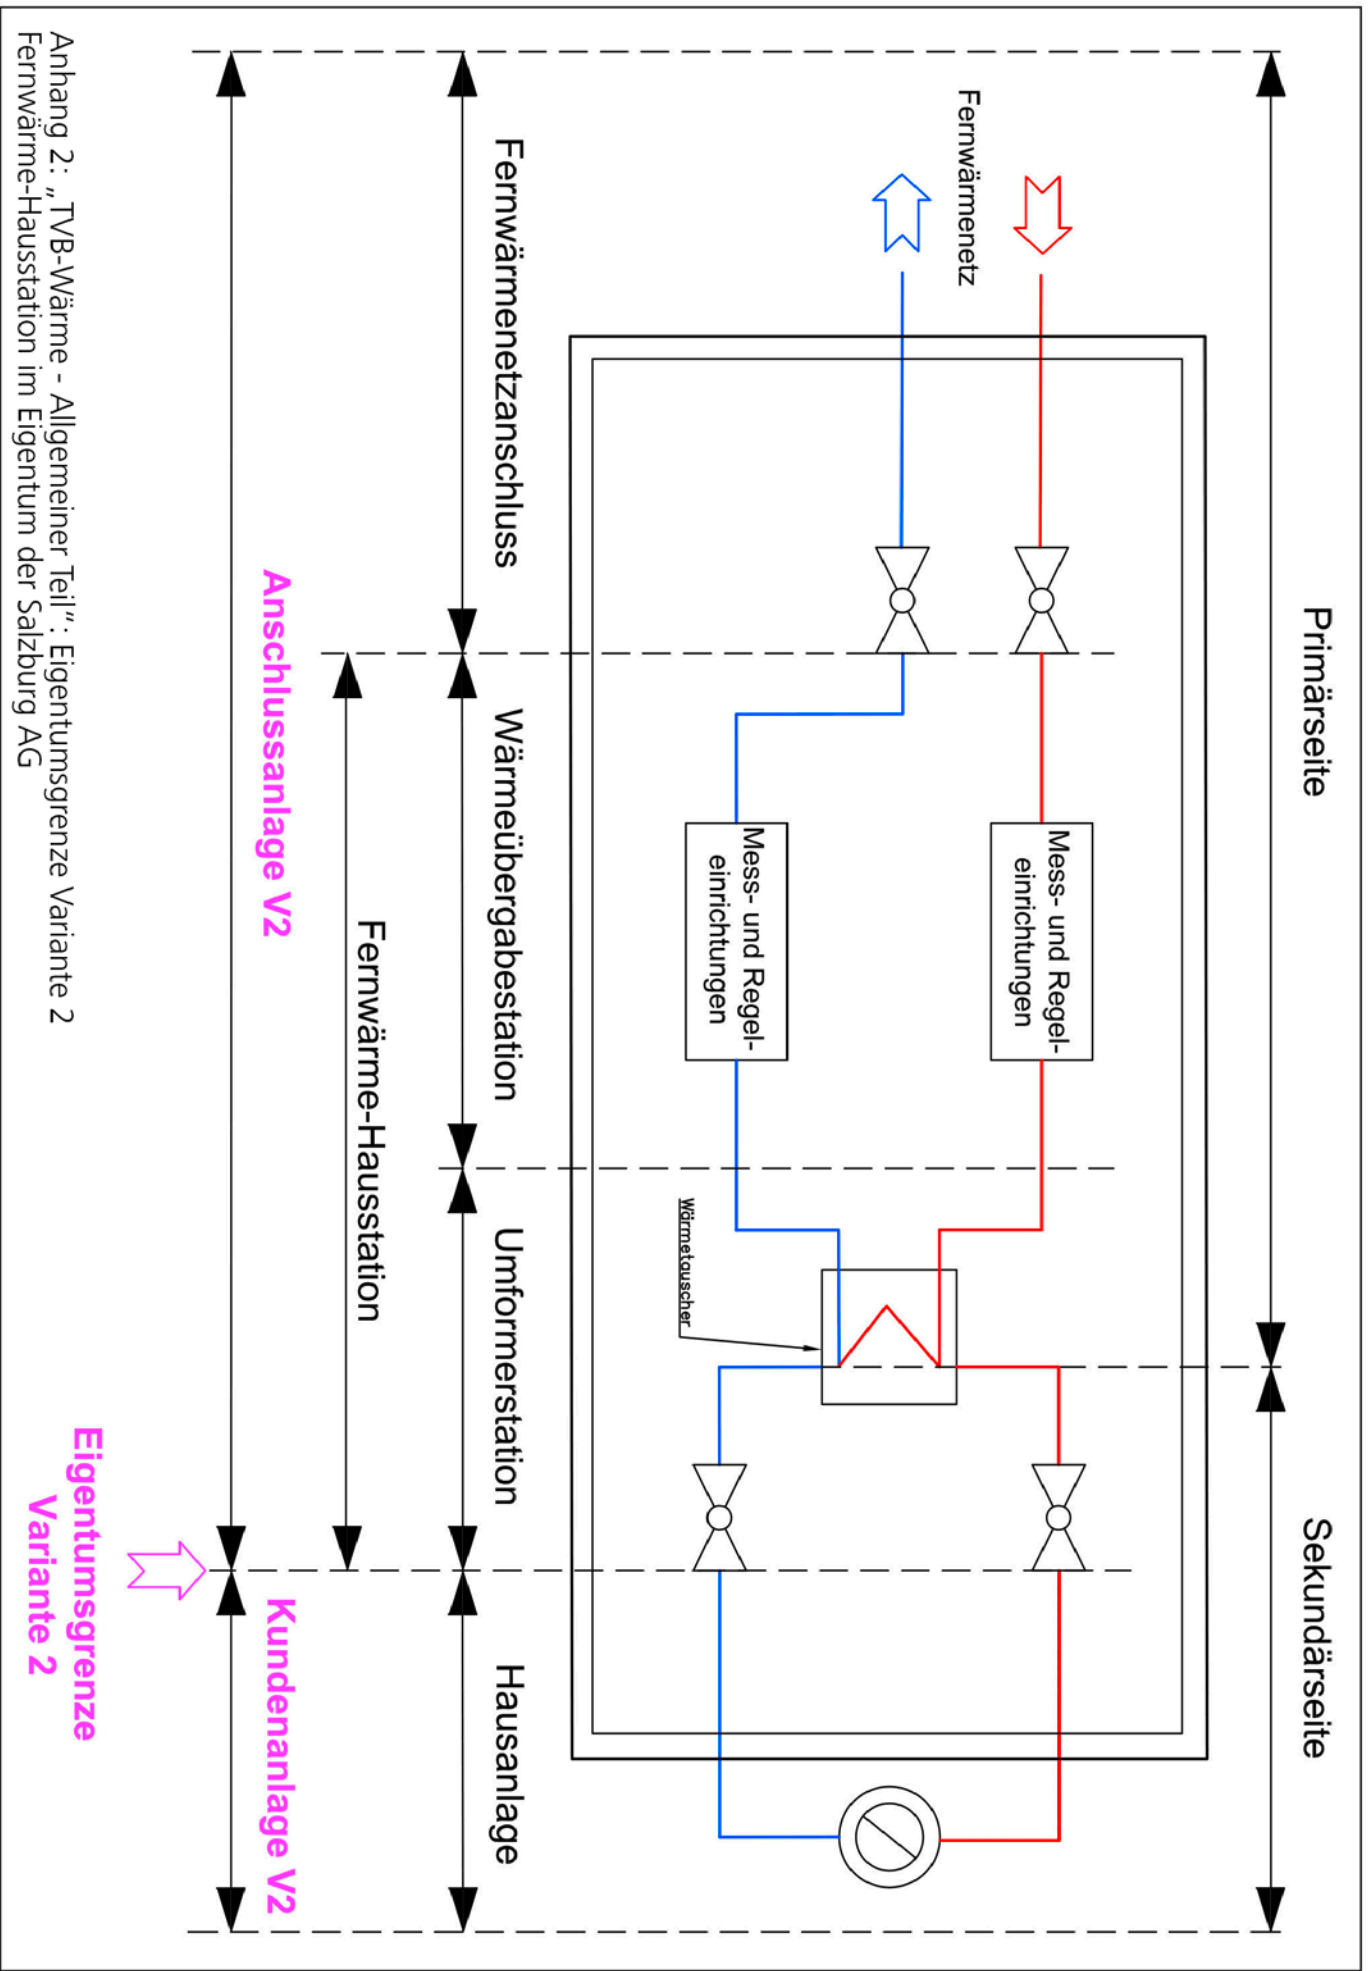 Primärseite
Sekundärseite
Fernwärmenetz
Mess- und Regel-
einrichtungen
Mess- und Regel-
einrichtungen
Wärmetauscher
Fernwärmenetzanschluss
Wärmeübergabestation
Umformerstation
Hausanlage
Fernwärme-Hausstation
Anschlussanlage V2
Kundenanlage V2
Eigentumsgrenze
Variante 2
Anhang 2: „TVB-Wärme - Allgemeiner Teil“: Eigentumsgrenze Variante 2
Fernwärme-Hausstation im Eigentum der Salzburg AG